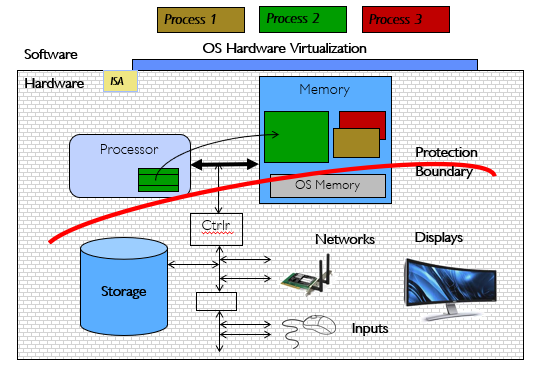 Process 1
Process 2
Process 3
Software
OS Hardware Virtualization
Hardware
ISA
Memory
Processor
Protection
Boundary
OS Memory
Ctrlr
Networks
Displays
Storage
Inputs